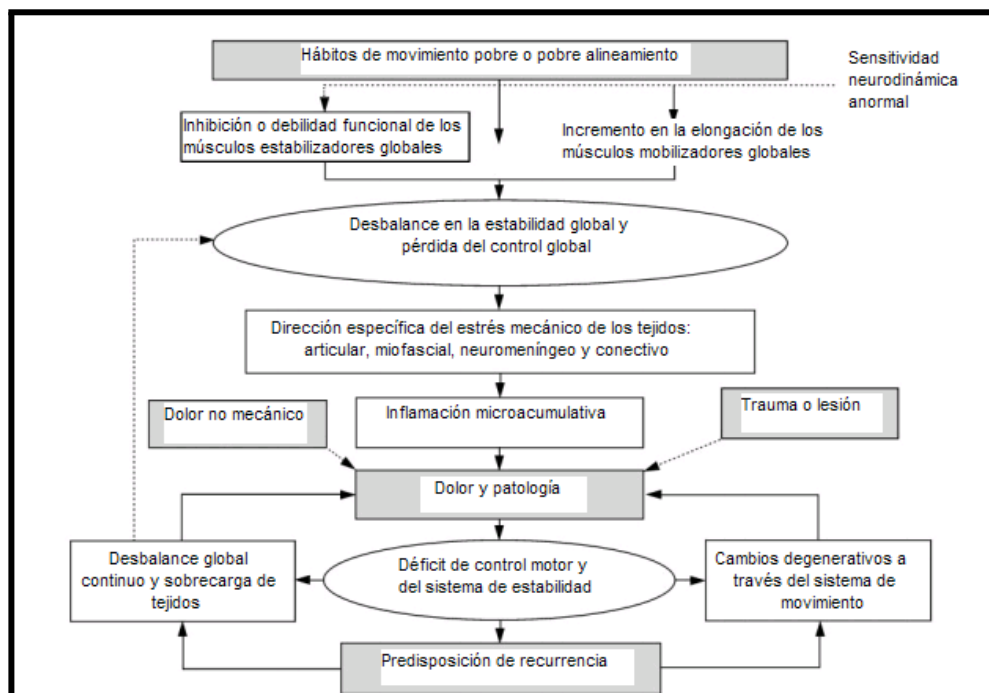 Hábitos de movimiento pobre o pobre alineamiento
Sensitividad
neurodinámica
anormal
Inhibición o debilidad funcional de los
músculos estabilizadores globales
Incremento en la elongación de los
músculos mobilizadores globales
Desbalance en la estabilidad global y
pérdida del control global
Dirección específica del estrés mecánico de los tejidos:
articular, miofascial, neuromeníngeo y conectivo
Dolor no mecánico
Inflamación microacumulativa
Trauma o lesión
Dolor y patología
Desbalance global
continuo y sobrecarga de
tejidos
Déficit de control motor y
del sistema de estabilidad
Cambios degenerativos a
través del sistema de
movimiento
Predisposición de recurrencia